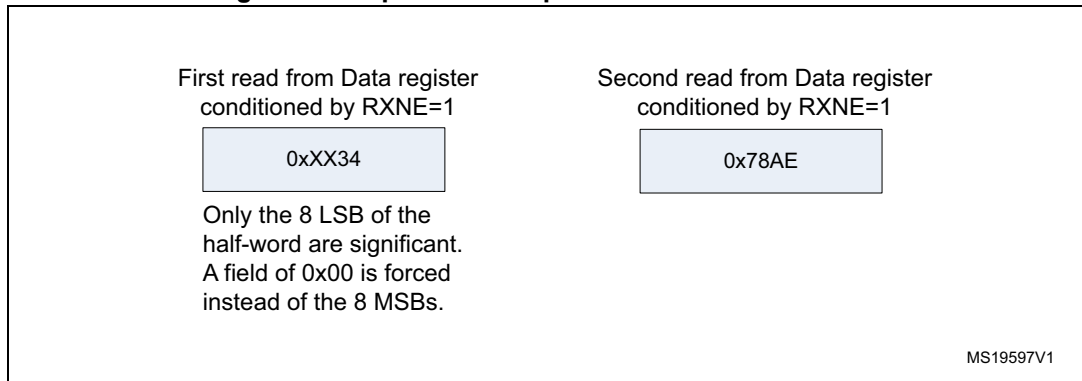 First read from Data register
conditioned by RXNE=1
0xXX34
Only the 8 LSB of the
half-word are significant.
A field of 0x00 is forced
instead of the 8 MSBs.
Second read from Data register
conditioned by RXNE=1
0x78AE
MS19597V1